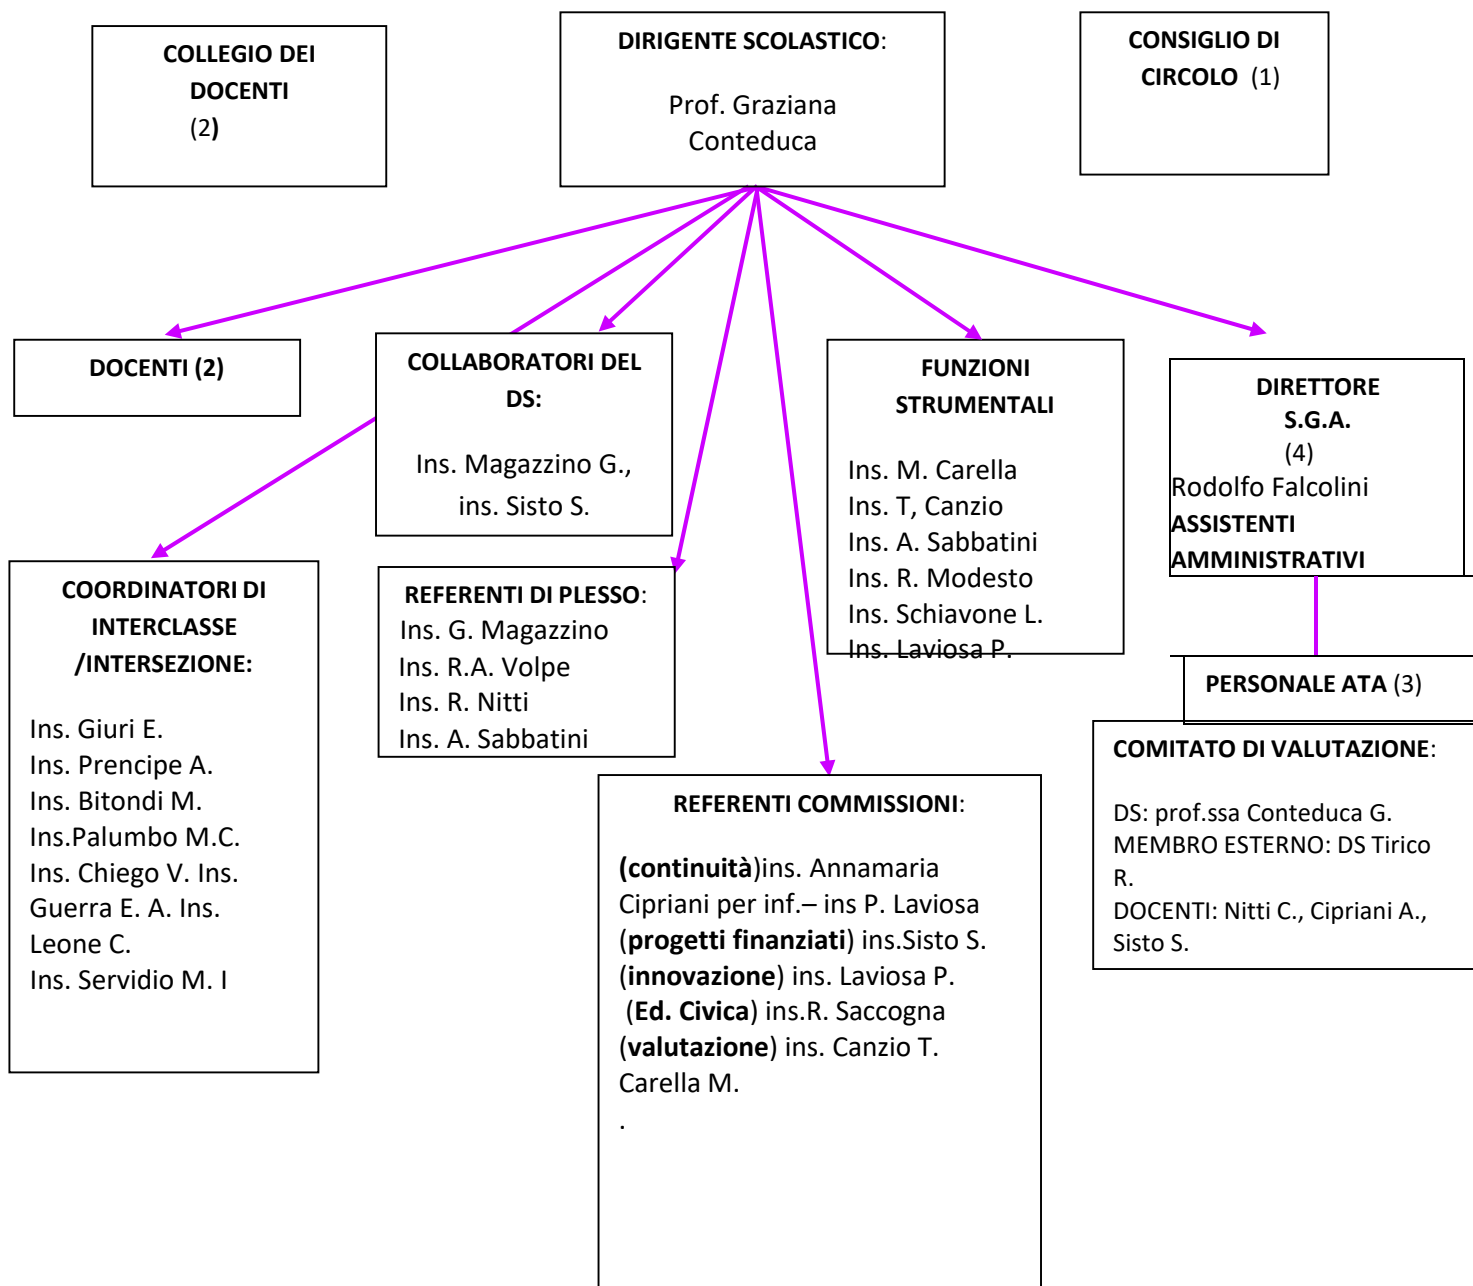 COLLEGIO DEI
DOCENTI
(2)
DIRIGENTE SCOLASTICO:
Prof. Graziana
Conteduca
CONSIGLIO DI
CIRCOLO (1)
DOCENTI (2)
COLLABORATORI DEL
DS:
Ins. Magazzino G.,
ins. Sisto S.
FUNZIONI
STRUMENTALI
Ins. M. Carella
Ins. T, Canzio
Ins. A. Sabbatini
Ins. R. Modesto
Ins. Schiavone L.
Ins. Laviosa P.
DIRETTORE
S.G.A.
(4)
Rodolfo Falcolini
ASSISTENTI
AMMINISTRATIVI
COORDINATORI DI
INTERCLASSE
/INTERSEZIONE:
Ins. Giuri E.
Ins. Prencipe A.
Ins. Bitondi M.
Ins.Palumbo M.C.
Ins. Chiego V. Ins.
Guerra E. A. Ins.
Leone C.
Ins. Servidio M. I
REFERENTI DI PLESSO:
Ins. G. Magazzino
Ins. R.A. Volpe
Ins. R. Nitti
Ins. A. Sabbatini
PERSONALE ATA (3)
COMITATO DI VALUTAZIONE:
DS: prof.ssa Conteduca G.
MEMBRO ESTERNO: DS Tirico
R.
DOCENTI: Nitti C., Cipriani A.,
Sisto S.
REFERENTI COMMISSIONI:
(continuità)ins. Annamaria
Cipriani per inf.– ins P. Laviosa
(progetti finanziati) ins.Sisto S.
(innovazione) ins. Laviosa P.
(Ed. Civica) ins.R. Saccogna
(valutazione) ins. Canzio T.
Carella M.
.